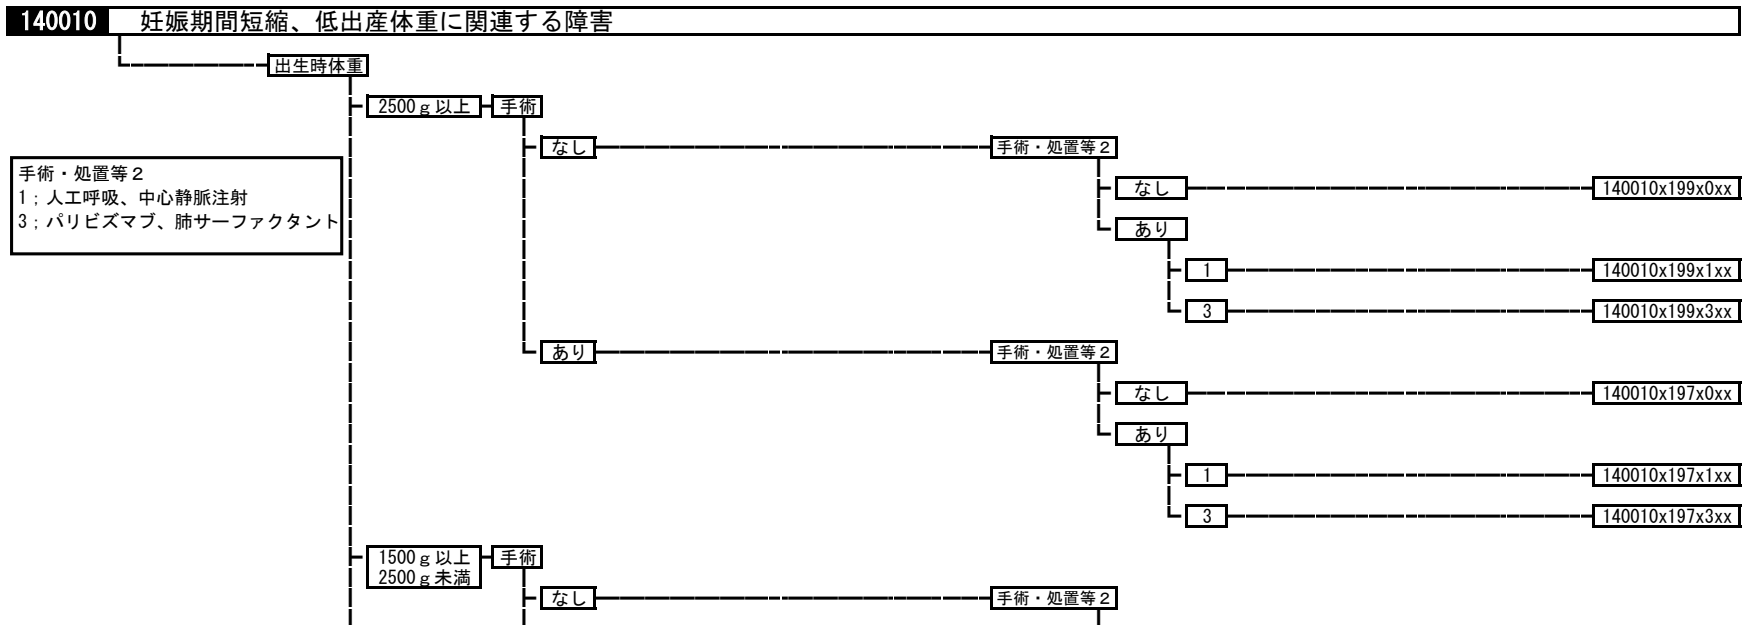 140010 妊娠期間短縮、低出産体重に関連する障害
出生時体重
2500ｇ以上 手術
なし 手術・処置等２
手術・処置等２
1；人工呼吸、中心静脈注射
3；パリビズマブ、肺サーファクタント
なし 140010x199x0xx
あり
1 140010x199x1xx
3 140010x199x3xx
あり 手術・処置等２
なし 140010x197x0xx
あり
1 140010x197x1xx
3 140010x197x3xx
1500ｇ以上 手術
2500ｇ未満
なし 手術・処置等２